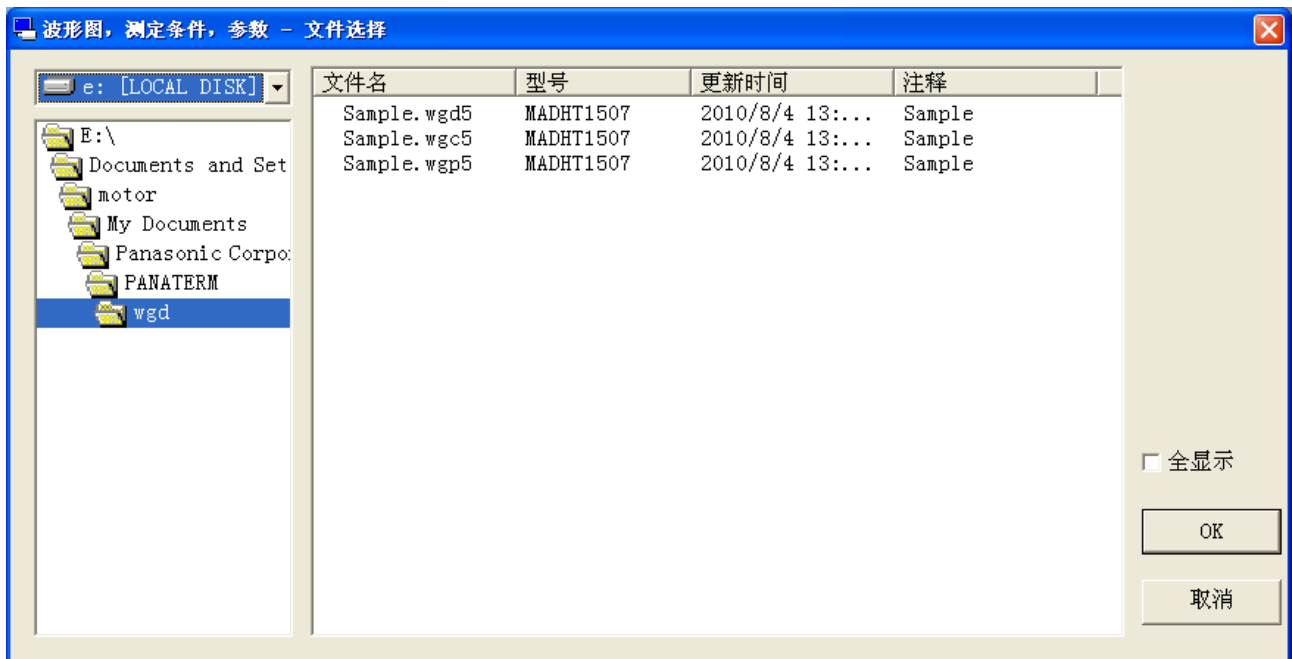 波形图，测定条件，参数 - 文件选择
e: [LOCAL DISK]
E:\
Documents and Set
motor
My Documents
Panasonic Corpo
PANATERM
wgd
文件名 型号 更新时间 注释
Sample.wgd5 MADHT1507 2010/8/4 13:... Sample
Sample.wgc5 MADHT1507 2010/8/4 13:... Sample
Sample.wgp5 MADHT1507 2010/8/4 13:... Sample
全显示
OK
取消